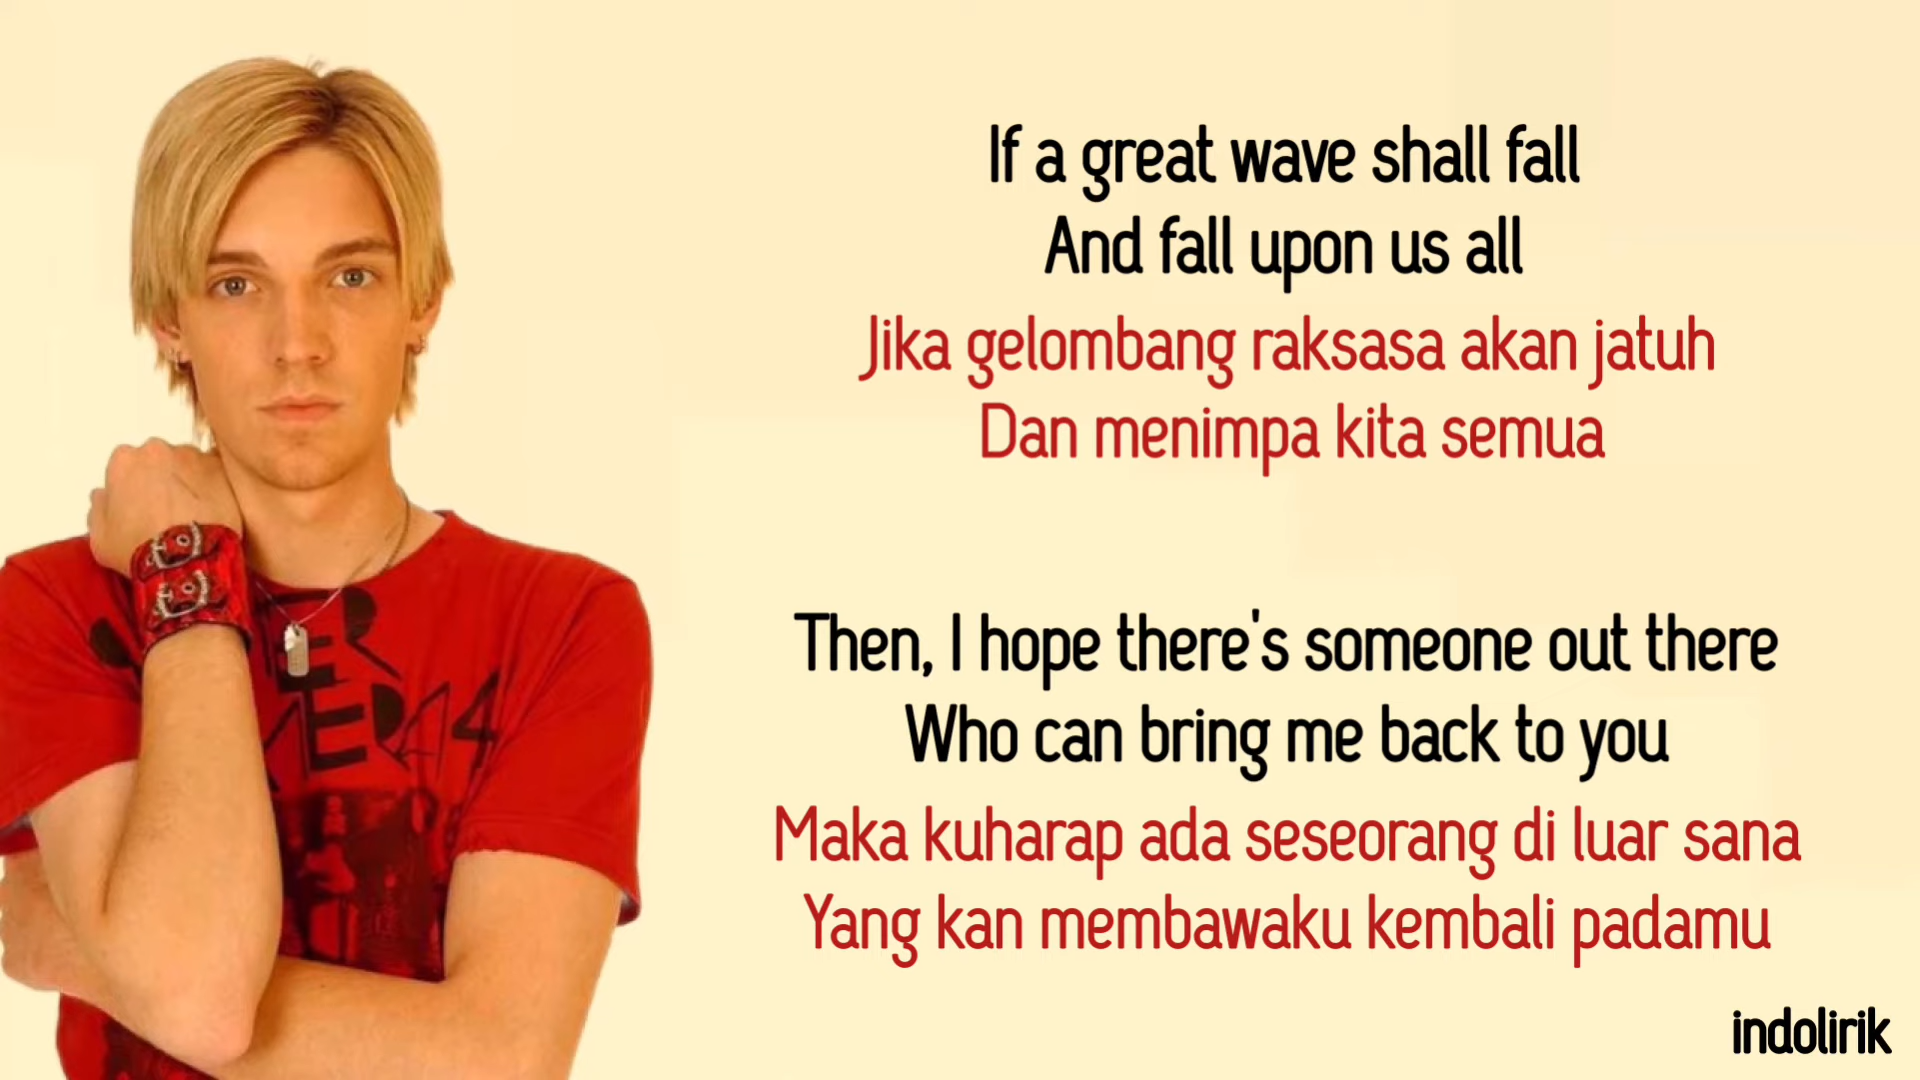 If a great wave shall fall
And fall upon us all
Jika gelombang raksasa akan jatuh
Dan menimpa kita semua
Then, I hope there's someone out there
Who can bring me back to you
Maka kuharap ada seseorang di luar sana
Yang kan membawaku kembali padamu
indolirik